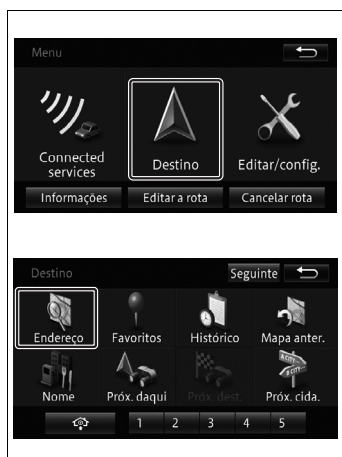 Menu
Connected
services
Destino
Editar/config.
Informações
Editar a rota
Cancelar rota
Destino
Seguinte
Endereço
Favoritos
Histórico
Mapa anter.
Nome
Próx. daqui
Próx. dest.
Próx. cida.
1 2 3 4 5